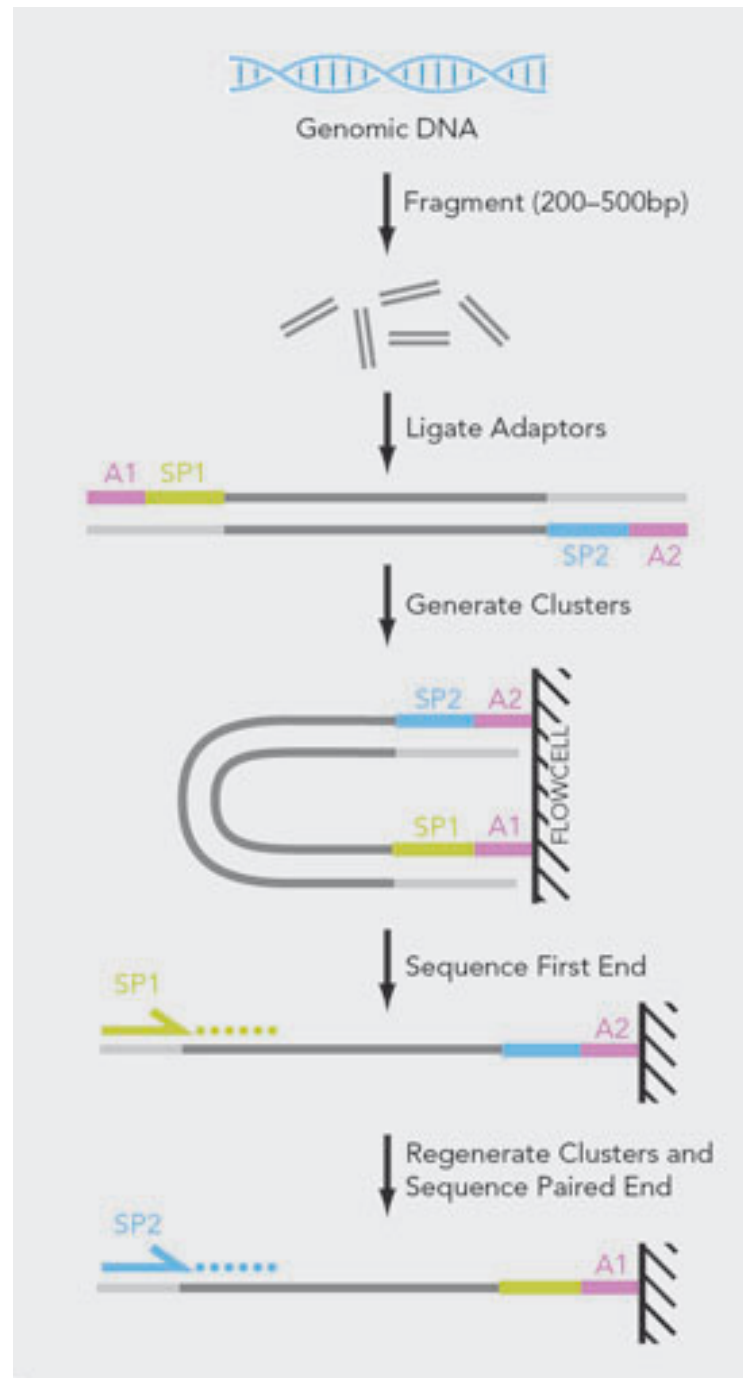 Genomic DNA
Fragment (200–500bp)
Ligate Adaptors
A1 SP1
SP2 A2
Generate Clusters
SP2 A2
FLOWCELL
SP1 A1
Sequence First End
SP1
A2
Regenerate Clusters and
Sequence Paired End
SP2
A1